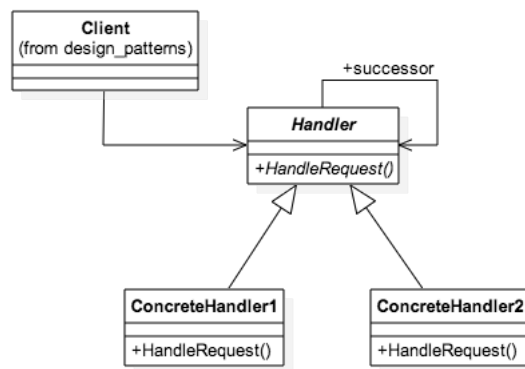 Client
(from design_patterns)
+successor
Handler
+HandleRequest()
ConcreteHandler1
+HandleRequest()
ConcreteHandler2
+HandleRequest()